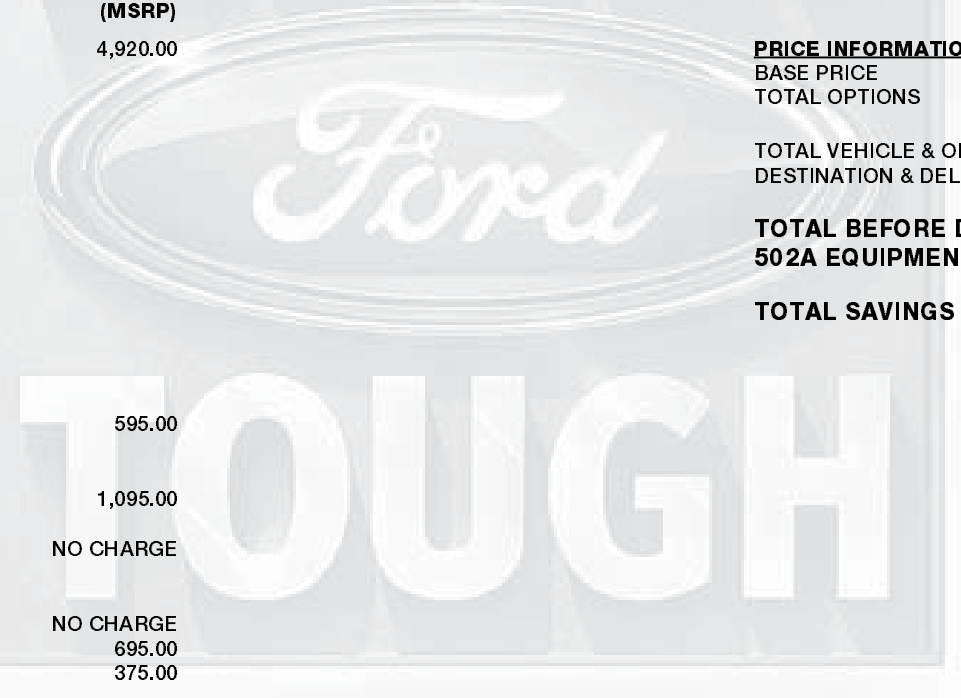 (MSRP)
4,920.00
595.00
1,095.00
NO CHARGE
NO CHARGE
695.00
375.00
PRICE INFORMATIO
BASE PRICE
TOTAL OPTIONS
TOTAL VEHICLE & O
DESTINATION & DEL
TOTAL BEFORE D
502A EQUIPMEN
TOTAL SAVINGS
Ford
TOUGH